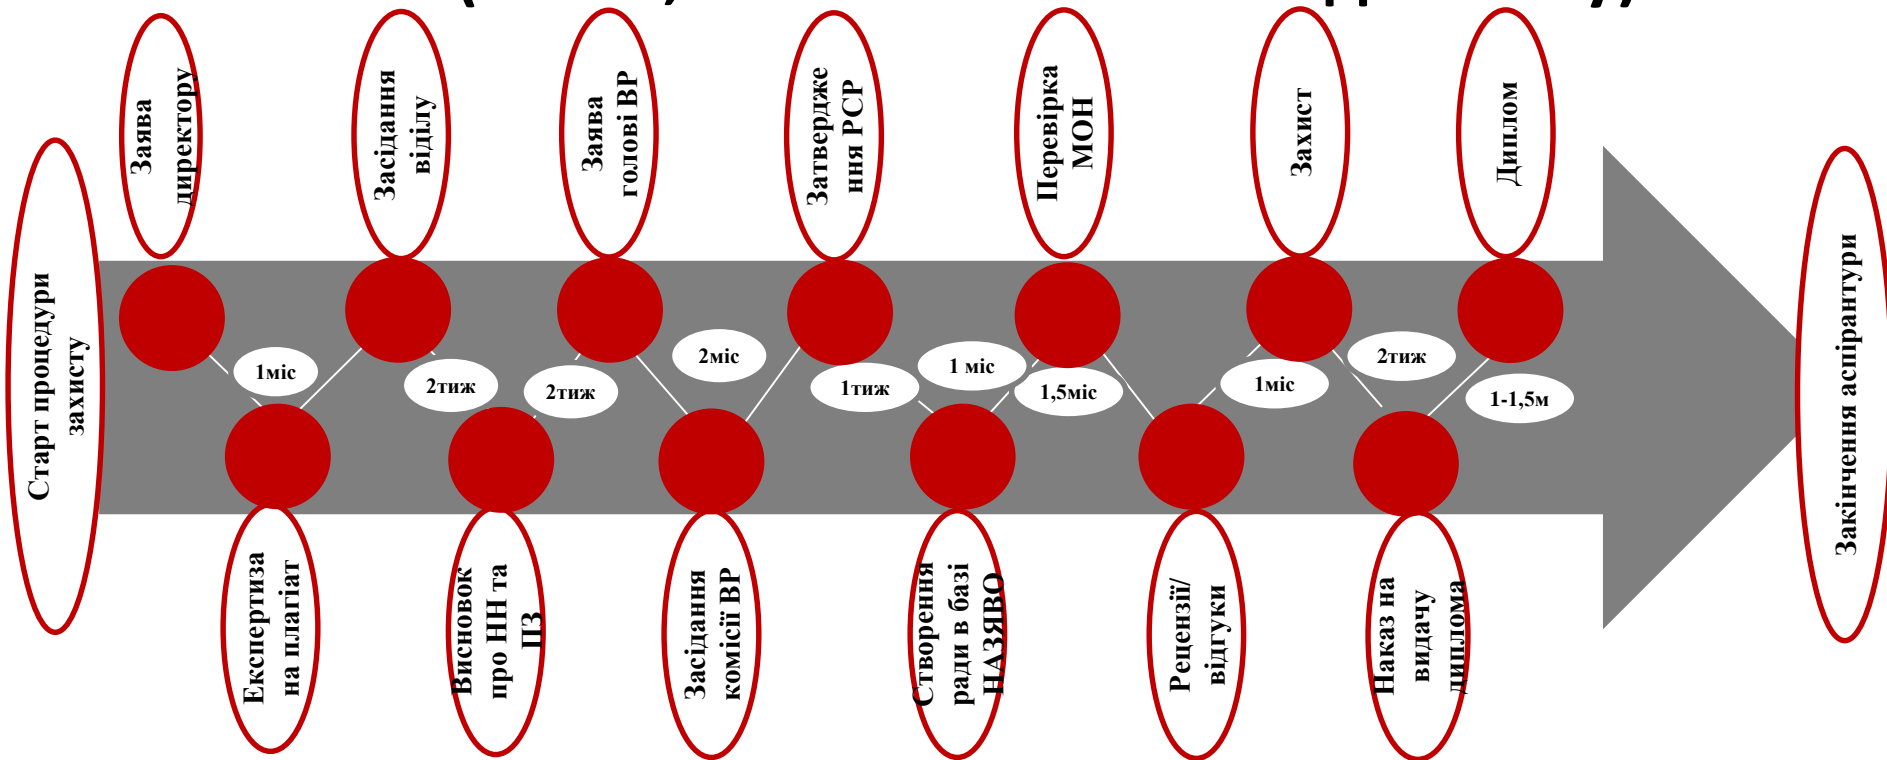 Старт процедури
захисту
Заява
директору
1міс
Експертиза
на плагіат
Засідання
відділу
2тиж
Висновок
про НН та
ПЗ
2тиж
Заява
голові ВР
2міс
Засідання
комісії ВР
Затвердже
ння РСР
1тиж
Створення
ради в базі
НАЗЯВО
1 міс
Перевірка
МОН
1,5міс
Рецензії/
відгуки
1міс
Захист
2тиж
Наказ на
видачу
диплома
1-1,5м
Диплом
Закінчення аспірантури